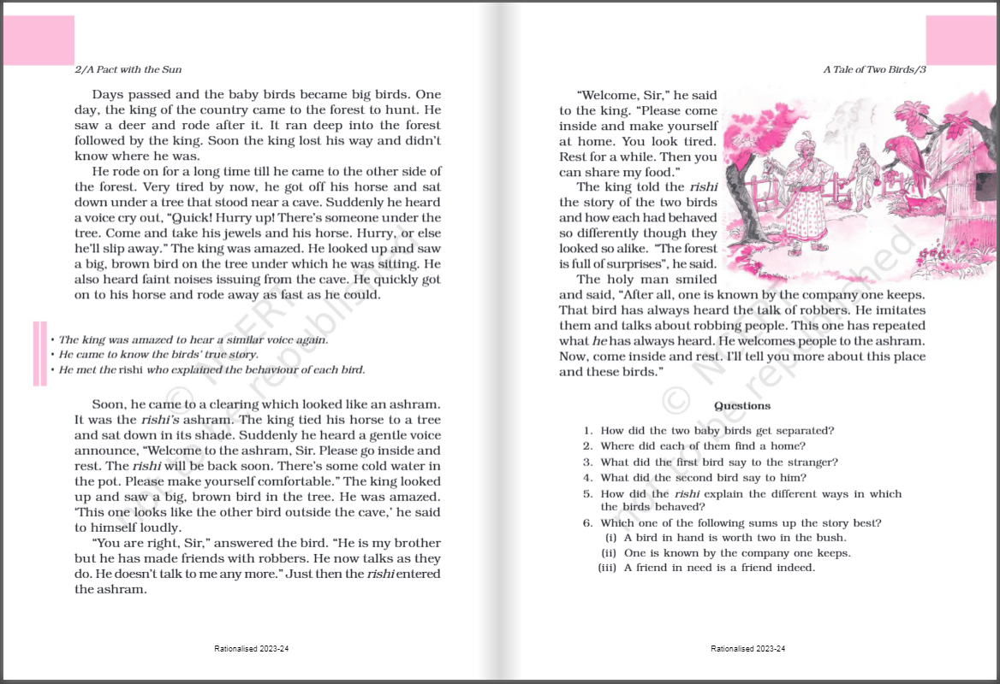 2/A Pact with the Sun
Days passed and the baby birds became big birds. One
day, the king of the country came to the forest to hunt. He
saw a deer and rode after it. It ran deep into the forest
followed by the king. Soon the king lost his way and didn't
know where he was.
He rode on for a long time till he came to the other side of
the forest. Very tired by now, he got off his horse and sat
down under a tree that stood near a cave. Suddenly he heard
a voice cry out, “Quick! Hurry up! There's someone under the
tree. Come and take his jewels and his horse. Hurry, or else
he'll slip away.” The king was amazed. He looked up and saw
a big, brown bird on the tree under which he was sitting. He
also heard faint noises issuing from the cave. He quickly got
on to his horse and rode away as fast as he could.
• The king was amazed to hear a similar voice again.
• He came to know the birds' true story.
• He met the rishi who explained the behaviour of each bird.
Soon, he came to a clearing which looked like an ashram.
It was the rishi's ashram. The king tied his horse to a tree
and sat down in its shade. Suddenly he heard a gentle voice
announce, “Welcome to the ashram, Sir. Please go inside and
rest. The rishi will be back soon. There's some cold water in
the pot. Please make yourself comfortable.” The king looked
up and saw a big, brown bird in the tree. He was amazed.
‘This one looks like the other bird outside the cave,’ he said
to himself loudly.
“You are right, Sir,” answered the bird. “He is my brother
but he has made friends with robbers. He now talks as they
do. He doesn't talk to me any more.” Just then the rishi entered
the ashram.
© NCERT
not to be republished
Rationalised 2023-24
A Tale of Two Birds/3
“Welcome, Sir,” he said
to the king. “Please come
inside and make yourself
at home. You look tired.
Rest for a while. Then you
can share my food.”
The king told the rishi
the story of the two birds
and how each had behaved
so differently though they
looked so alike. “The forest
is full of surprises”, he said.
The holy man smiled
and said, “After all, one is known by the company one keeps.
That bird has always heard the talk of robbers. He imitates
them and talks about robbing people. This one has repeated
what he has always heard. He welcomes people to the ashram.
Now, come inside and rest. I'll tell you more about this place
and these birds.”
Questions
1. How did the two baby birds get separated?
2. Where did each of them find a home?
3. What did the first bird say to the stranger?
4. What did the second bird say to him?
5. How did the rishi explain the different ways in which
the birds behaved?
6. Which one of the following sums up the story best?
(i) A bird in hand is worth two in the bush.
(ii) One is known by the company one keeps.
(iii) A friend in need is a friend indeed.
© NCERT
not to be republished
Rationalised 2023-24